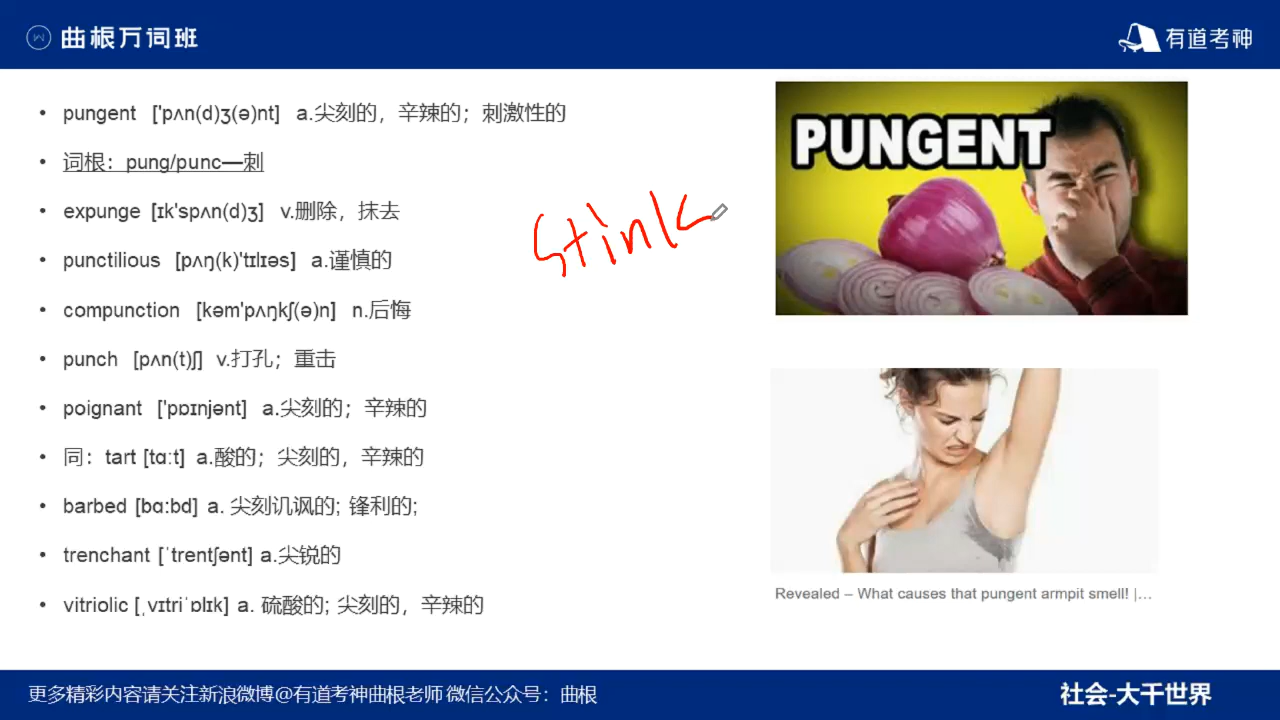 曲根万词班
有道考神
• pungent ['pʌn(d)ʒ(ə)nt] a.尖刻的，辛辣的；刺激性的
• 词根：pung/punc—刺
• expunge [ɪk'spʌn(d)ʒ] v.删除，抹去
• punctilious [pʌŋ(k)'tɪlɪəs] a.谨慎的
• compunction [kəm'pʌŋkʃ(ə)n] n.后悔
• punch [pʌn(t)ʃ] v.打孔；重击
• poignant ['pɒɪnjənt] a.尖刻的；辛辣的
• 同：tart [tɑːt] a.酸的；尖刻的，辛辣的
• barbed [bɑːbd] a. 尖刻讥讽的; 锋利的;
• trenchant [ˈtrentʃənt] a.尖锐的
• vitriolic [ˌvɪtriˈɒlɪk] a. 硫酸的; 尖刻的，辛辣的
stink
PUNGENT
Revealed – What causes that pungent armpit smell! |...
更多精彩内容请关注新浪微博@有道考神曲根老师 微信公众号：曲根
社会-大千世界